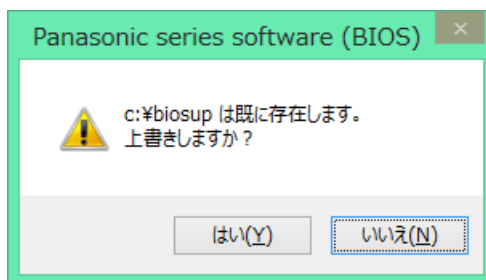 Panasonic series software (BIOS)
c:¥biosup は既に存在します。
上書きしますか？
はい(Y)
いいえ(N)